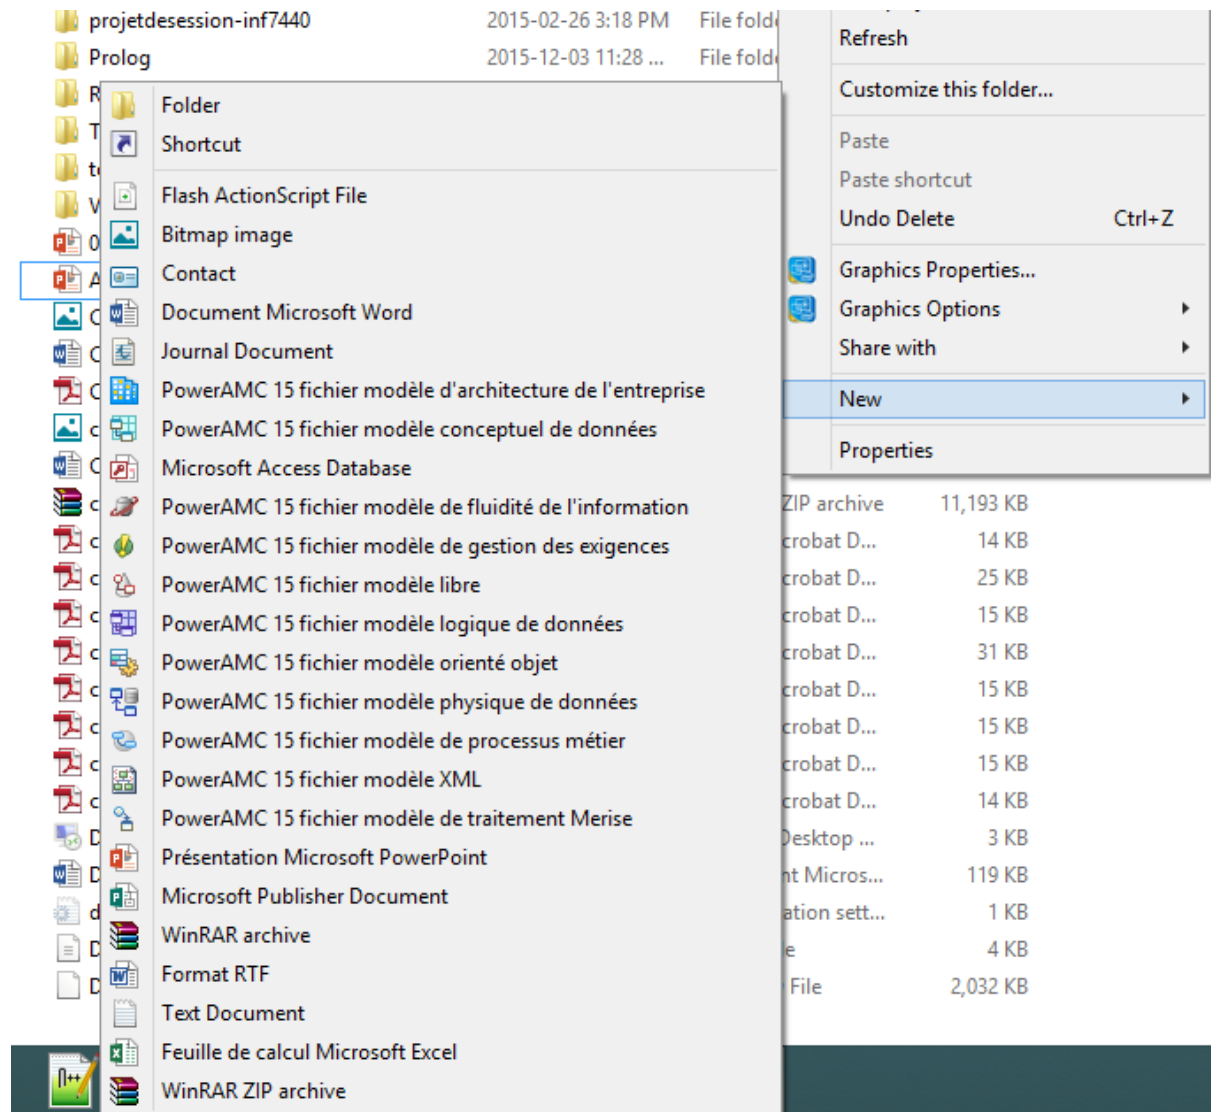 projetdesession-inf7440 2015-02-26 3:18 PM File fold
Prolog 2015-12-03 11:28 ... File fold
Refresh
Customize this folder...
Paste
Paste shortcut
Undo Delete Ctrl+Z
Graphics Properties...
Graphics Options
Share with
New
Properties
Folder
Shortcut
Flash ActionScript File
Bitmap image
Contact
Document Microsoft Word
Journal Document
PowerAMC 15 fichier modèle d'architecture de l'entreprise
PowerAMC 15 fichier modèle conceptuel de données
Microsoft Access Database
PowerAMC 15 fichier modèle de fluidité de l'information
PowerAMC 15 fichier modèle de gestion des exigences
PowerAMC 15 fichier modèle libre
PowerAMC 15 fichier modèle logique de données
PowerAMC 15 fichier modèle orienté objet
PowerAMC 15 fichier modèle physique de données
PowerAMC 15 fichier modèle de processus métier
PowerAMC 15 fichier modèle XML
PowerAMC 15 fichier modèle de traitement Merise
Présentation Microsoft PowerPoint
Microsoft Publisher Document
WinRAR archive
Format RTF
Text Document
Feuille de calcul Microsoft Excel
WinRAR ZIP archive
ZIP archive 11,193 KB
crobat D... 14 KB
crobat D... 25 KB
crobat D... 15 KB
crobat D... 31 KB
crobat D... 15 KB
crobat D... 15 KB
crobat D... 15 KB
crobat D... 14 KB
Desktop ... 3 KB
nt Micros... 119 KB
ation sett... 1 KB
e 4 KB
File 2,032 KB